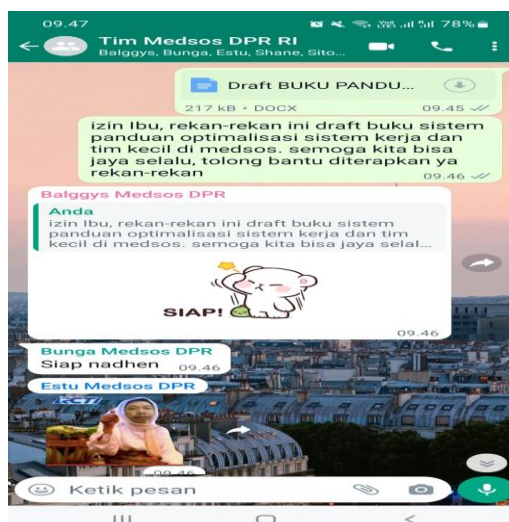 09.47
78%
Tim Medsos DPR RI
Balggys, Bunga, Estu, Shane, Sito...
Draft BUKU PANDU...
217 kB • DOCX
09.45
izin Ibu, rekan-rekan ini draft buku sistem
panduan optimalisasi sistem kerja dan
tim kecil di medsos. semoga kita bisa
jaya selalu, tolong bantu diterapkan ya
rekan-rekan
09.46
Balggys Medsos DPR
Anda
izin Ibu, rekan-rekan ini draft buku sistem
panduan optimalisasi sistem kerja dan
tim kecil di medsos. semoga kita bisa jaya selal...
SIAP!
09.46
Bunga Medsos DPR
Siap nadhen
09.46
Estu Medsos DPR
RCTI
09.46
Ketik pesan